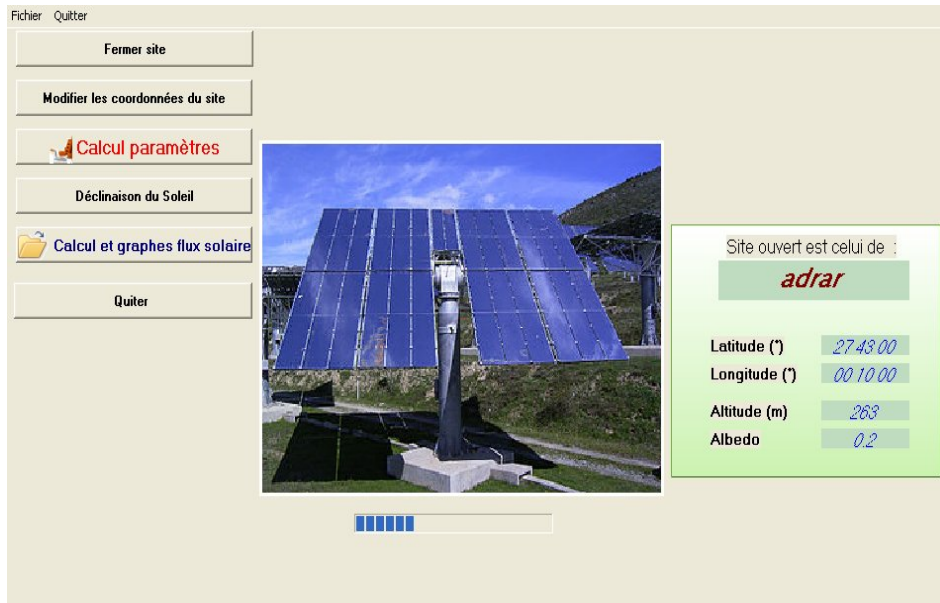 Fichier Quitter
Fermer site
Modifier les coordonnées du site
Calcul paramètres
Déclinaison du Soleil
Calcul et graphes flux solaire
Quiter
Site ouvert est celui de :
adrar
Latitude (°) 27 43 00
Longitude (°) 00 10 00
Altitude (m) 263
Albedo 0.2